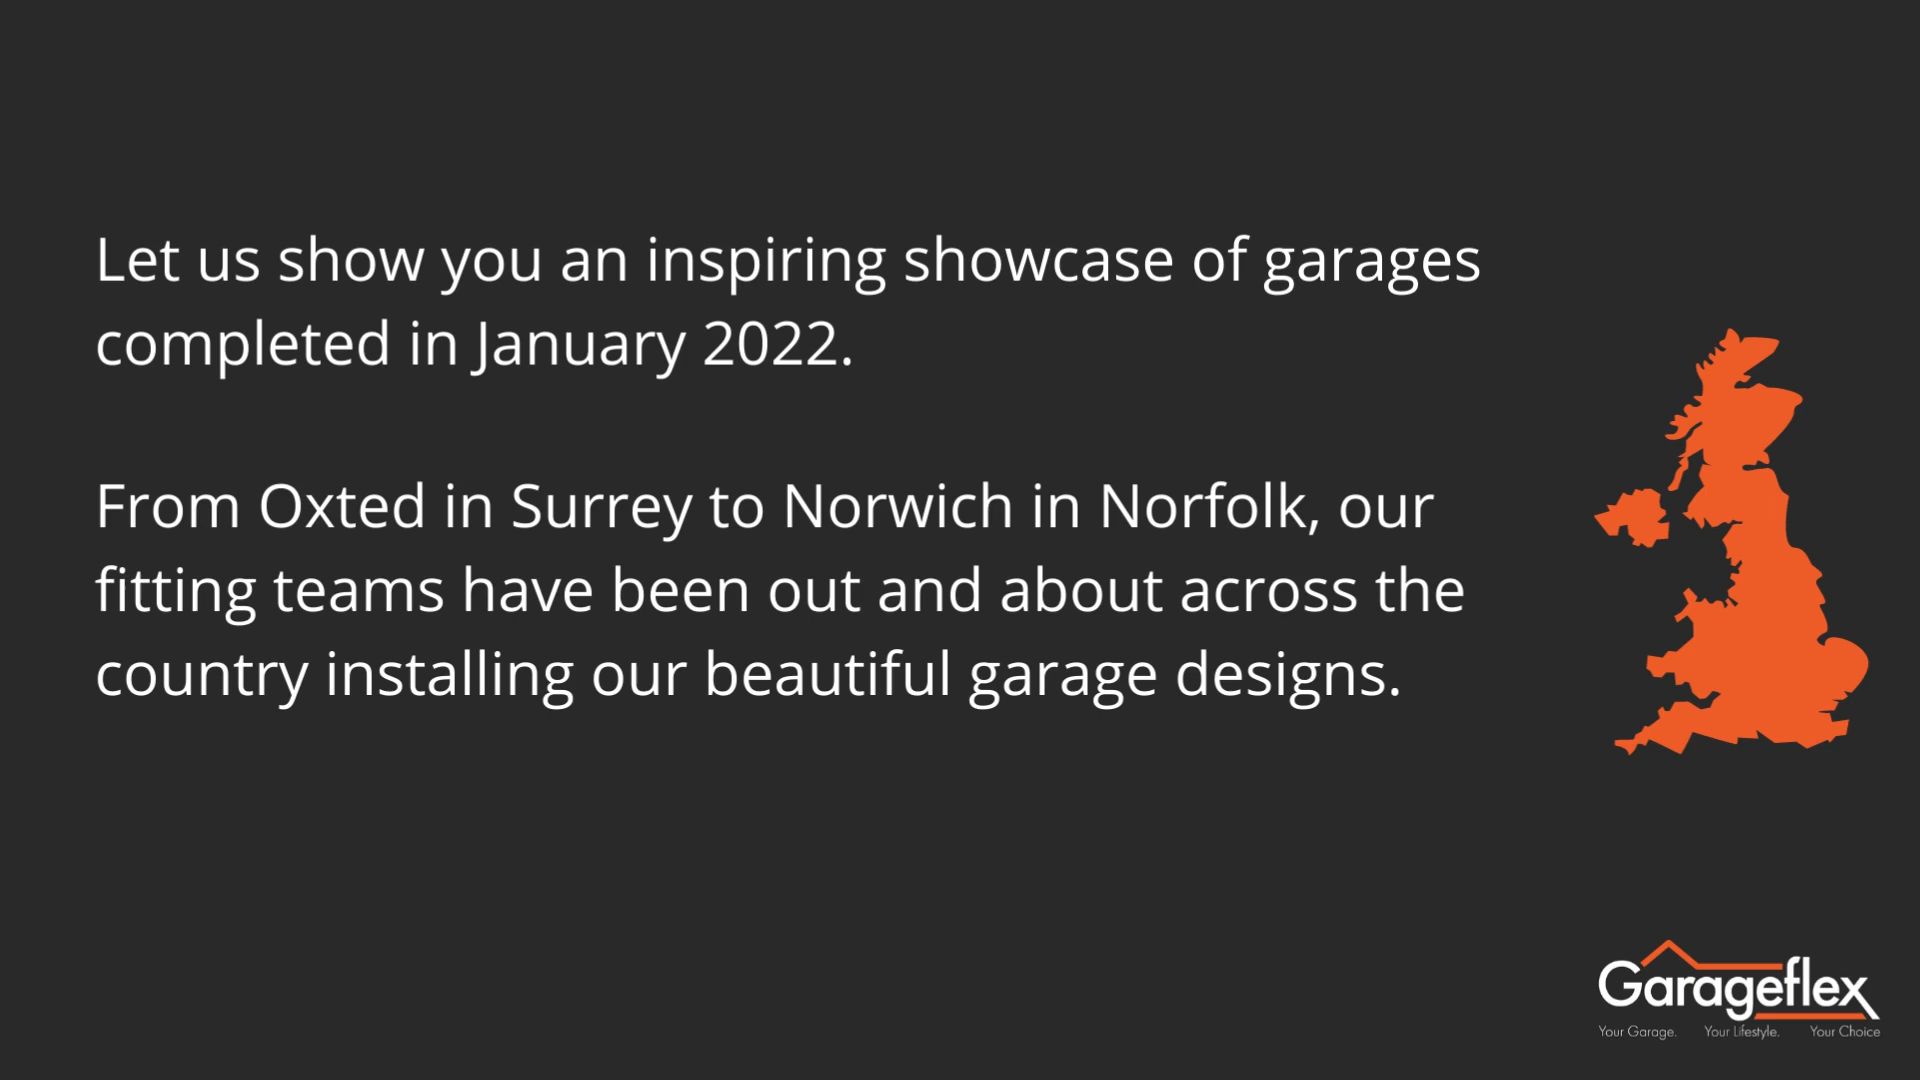 Let us show you an inspiring showcase of garages
completed in January 2022.
From Oxted in Surrey to Norwich in Norfolk, our
fitting teams have been out and about across the
country installing our beautiful garage designs.
Garageflex
Your Garage. Your Lifestyle. Your Choice